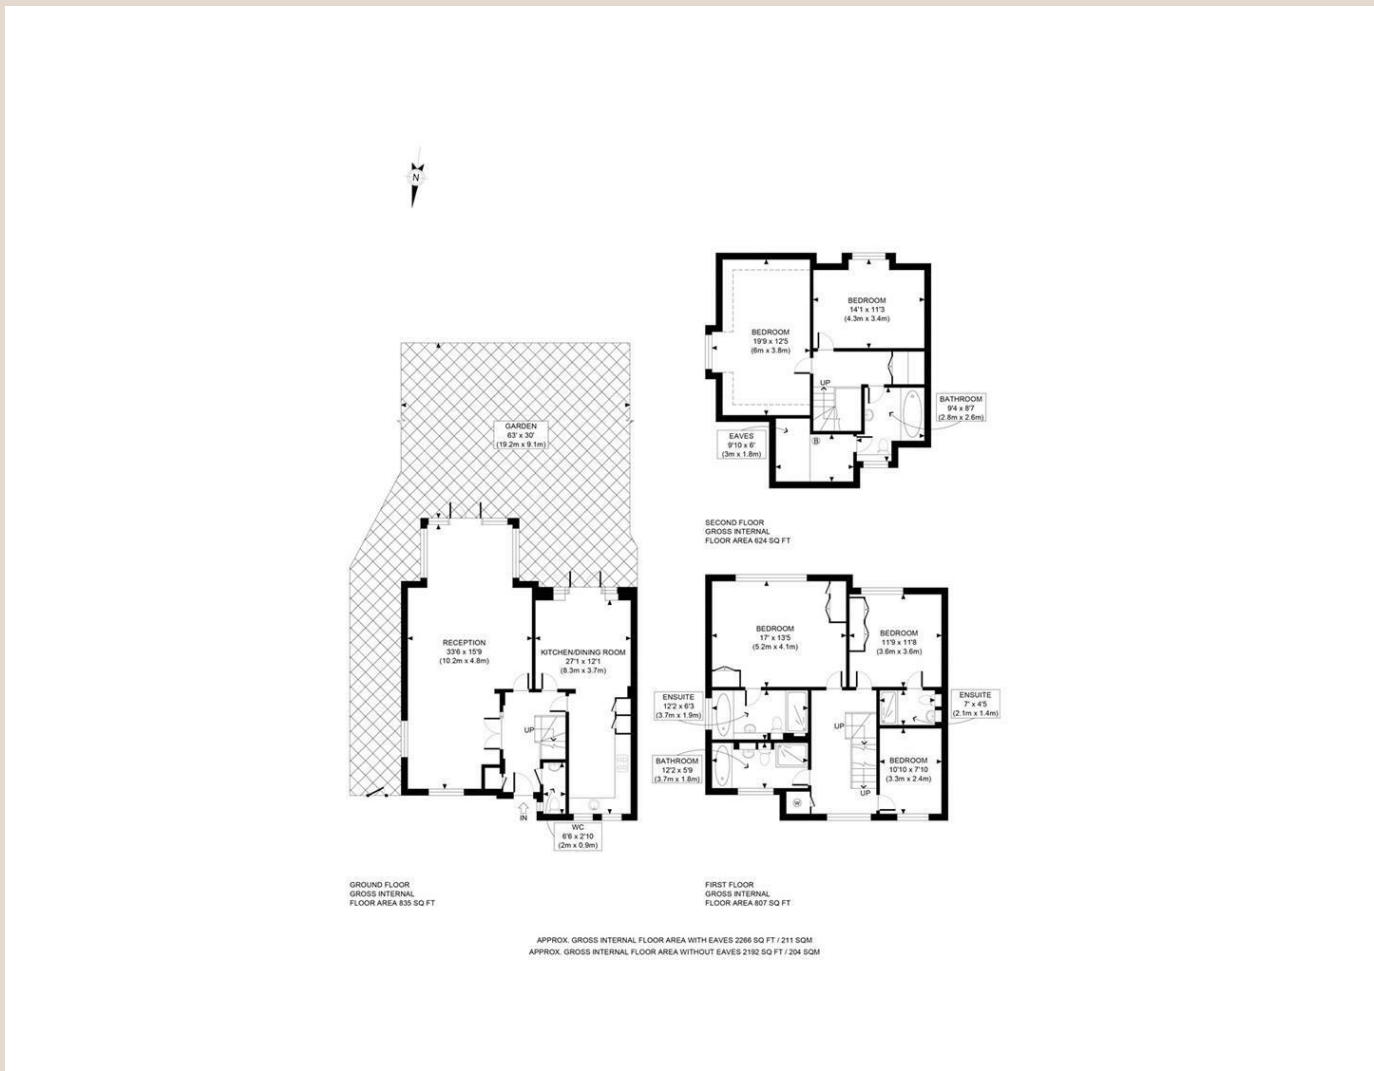 N
BEDROOM
14'1 x 11'3
(4.3m x 3.4m)
BEDROOM
19'9 x 12'5
(6m x 3.8m)
UP
BATHROOM
9'4 x 8'7
(2.8m x 2.6m)
EAVES
9'10 x 6'
(3m x 1.8m)
B
SECOND FLOOR
GROSS INTERNAL
FLOOR AREA 624 SQ FT
GARDEN
63' x 30'
(19.2m x 9.1m)
RECEPTION
33'6 x 15'9
(10.2m x 4.8m)
KITCHEN/DINING ROOM
27'1 x 12'1
(8.3m x 3.7m)
UP
IN
WC
6'6 x 2'10
(2m x 0.9m)
GROUND FLOOR
GROSS INTERNAL
FLOOR AREA 835 SQ FT
BEDROOM
17' x 13'5
(5.2m x 4.1m)
BEDROOM
11'9 x 11'8
(3.6m x 3.6m)
ENSUITE
12'2 x 6'3
(3.7m x 1.9m)
ENSUITE
7' x 4'5
(2.1m x 1.4m)
UP
BATHROOM
12'2 x 5'9
(3.7m x 1.8m)
BEDROOM
10'10 x 7'10
(3.3m x 2.4m)
UP
W
FIRST FLOOR
GROSS INTERNAL
FLOOR AREA 807 SQ FT
APPROX. GROSS INTERNAL FLOOR AREA WITH EAVES 2266 SQ FT / 211 SQM
APPROX. GROSS INTERNAL FLOOR AREA WITHOUT EAVES 2192 SQ FT / 204 SQM